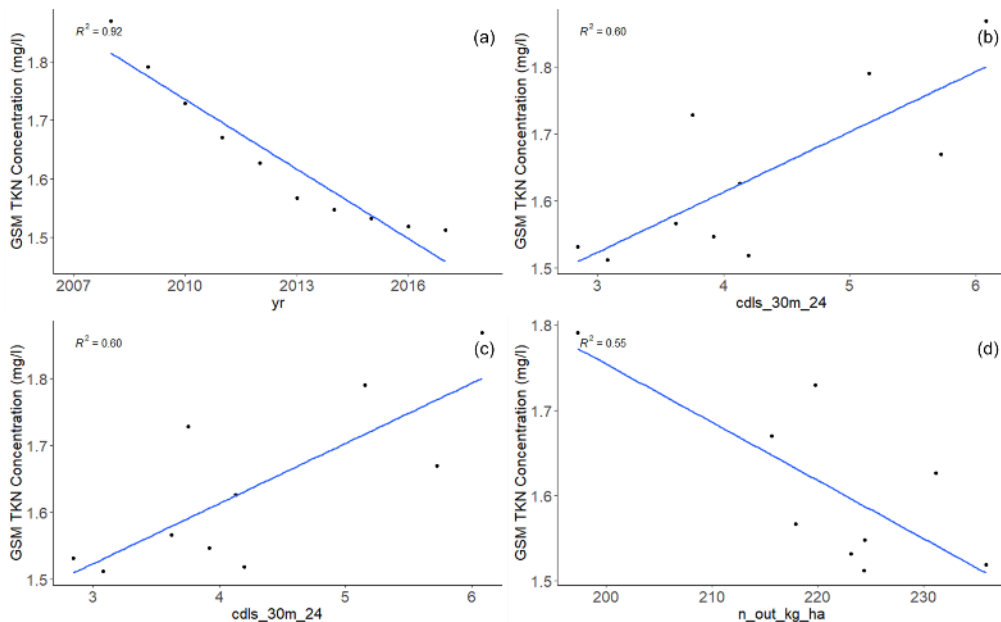 R² = 0.92
(a)
GSM TKN Concentration (mg/l)
1.8
1.7
1.6
1.5
2007
2010
2013
2016
yr
R² = 0.60
(b)
GSM TKN Concentration (mg/l)
1.8
1.7
1.6
1.5
3
4
5
6
cdls_30m_24
R² = 0.60
(c)
GSM TKN Concentration (mg/l)
1.8
1.7
1.6
1.5
3
4
5
6
cdls_30m_24
R² = 0.55
(d)
GSM TKN Concentration (mg/l)
1.8
1.7
1.6
1.5
200
210
220
230
n_out_kg_ha